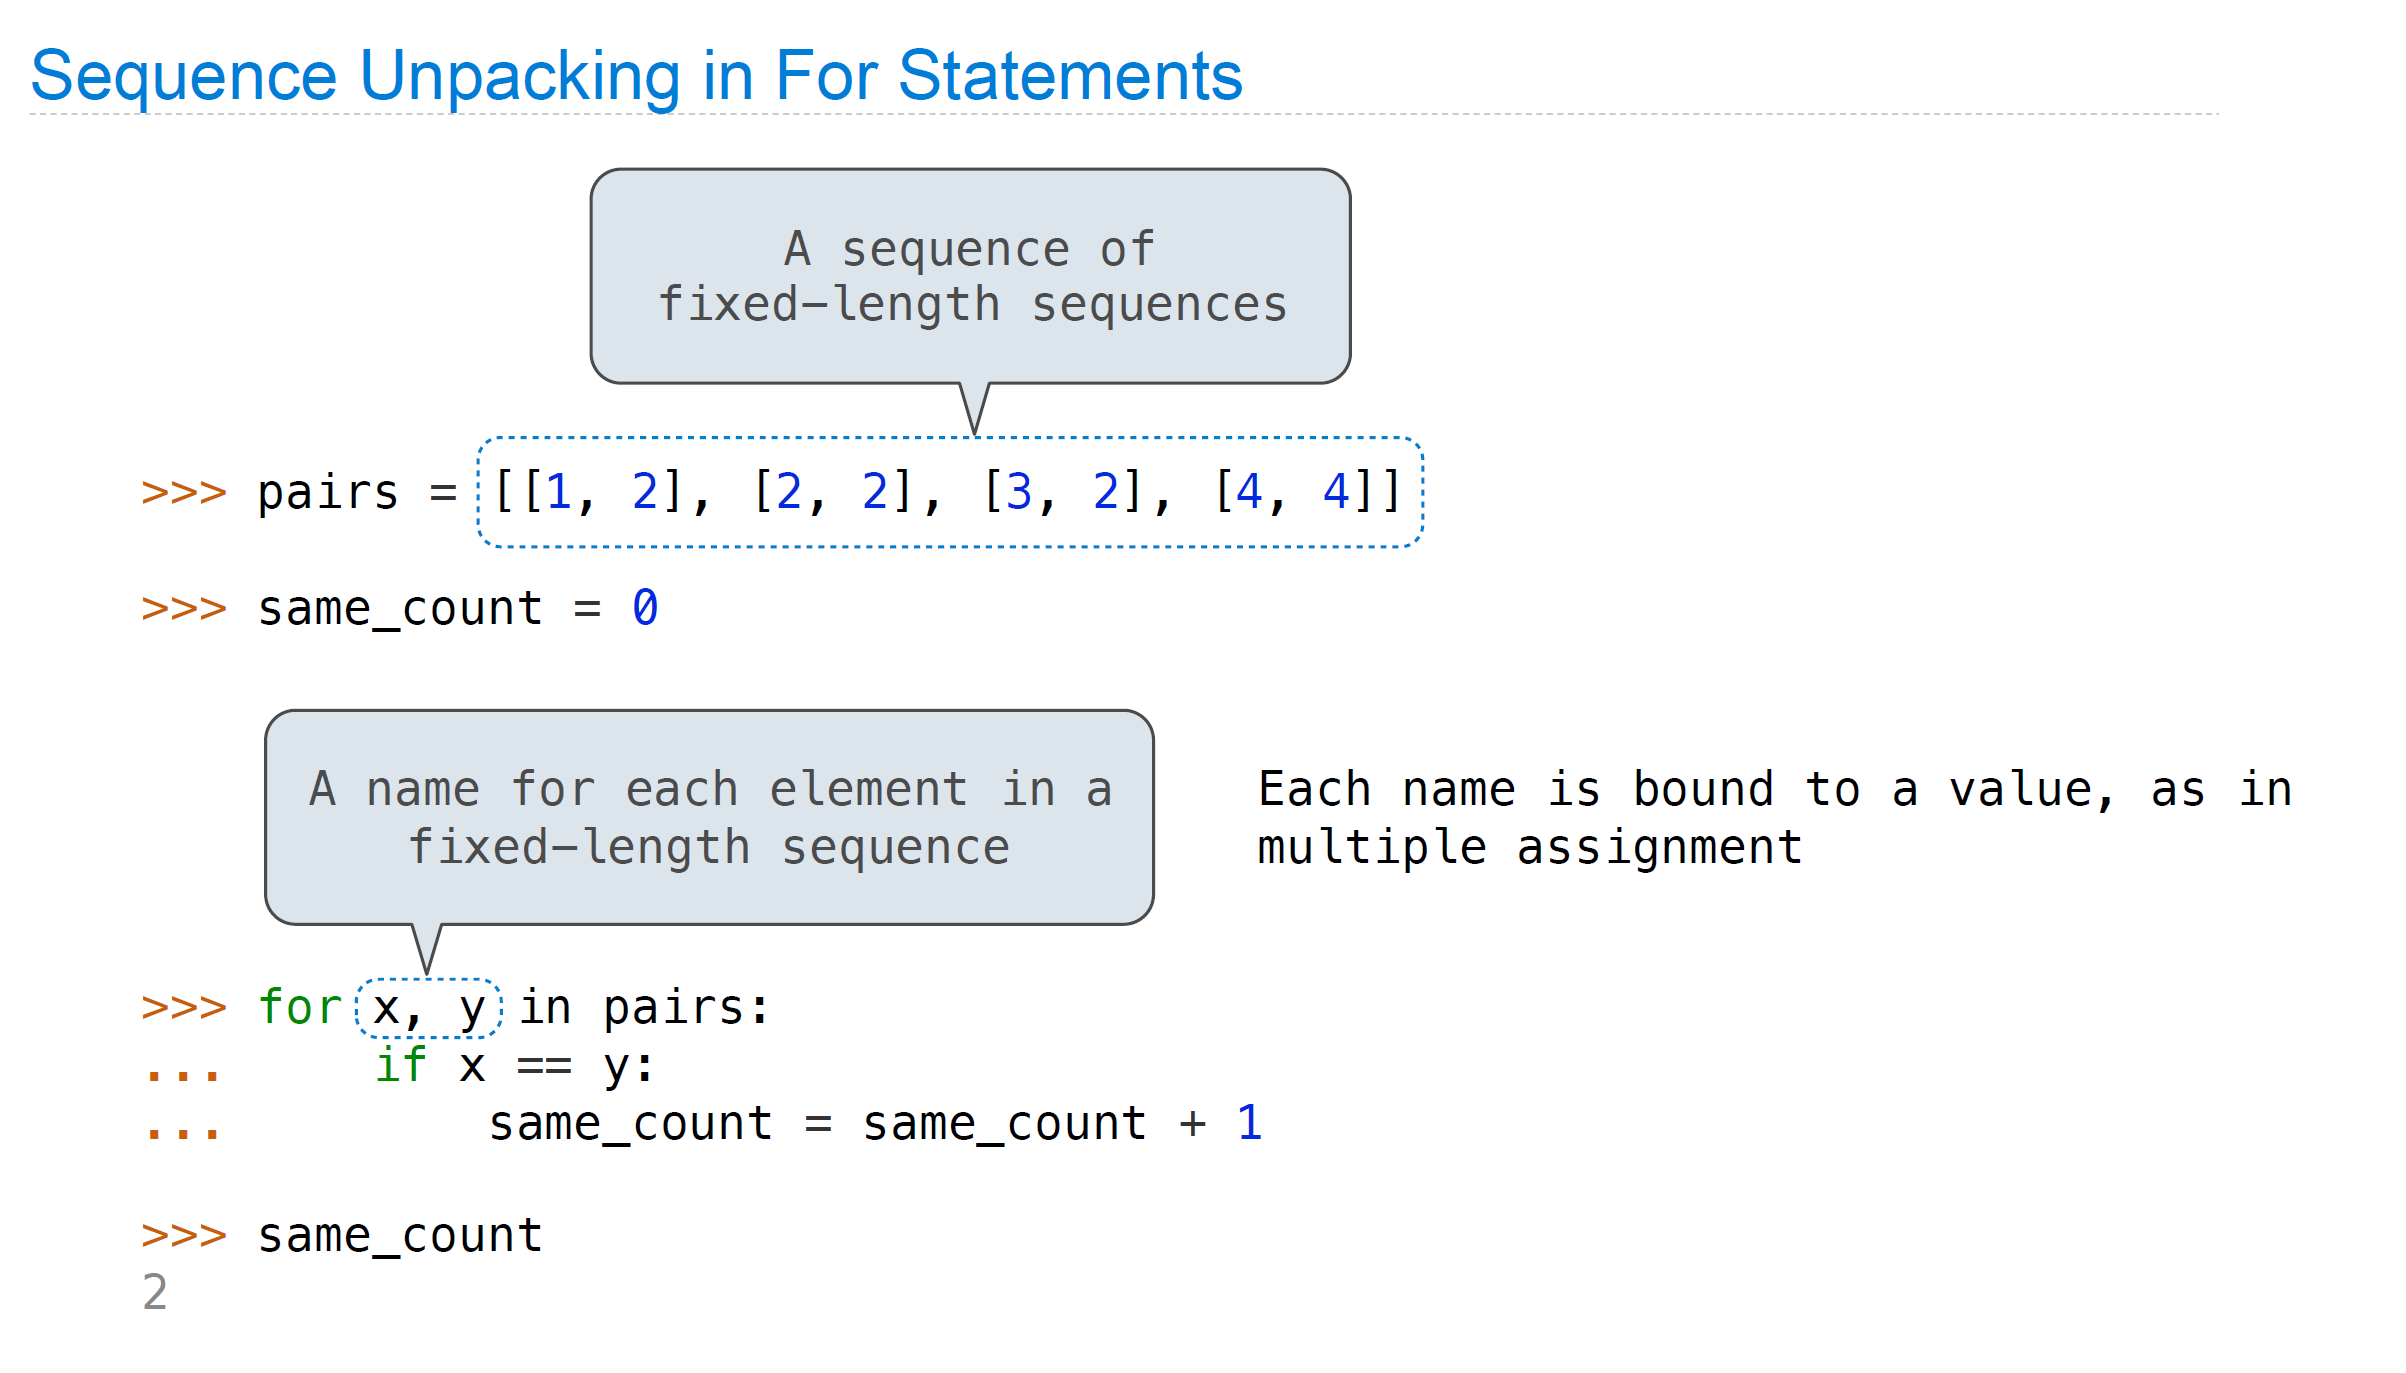 Sequence Unpacking in For Statements
A sequence of
fixed-length sequences
>>> pairs = [[1, 2], [2, 2], [3, 2], [4, 4]]
>>> same_count = 0
A name for each element in a
fixed-length sequence
Each name is bound to a value, as in
multiple assignment
>>> for x, y in pairs:
...     if x == y:
...         same_count = same_count + 1
>>> same_count
2